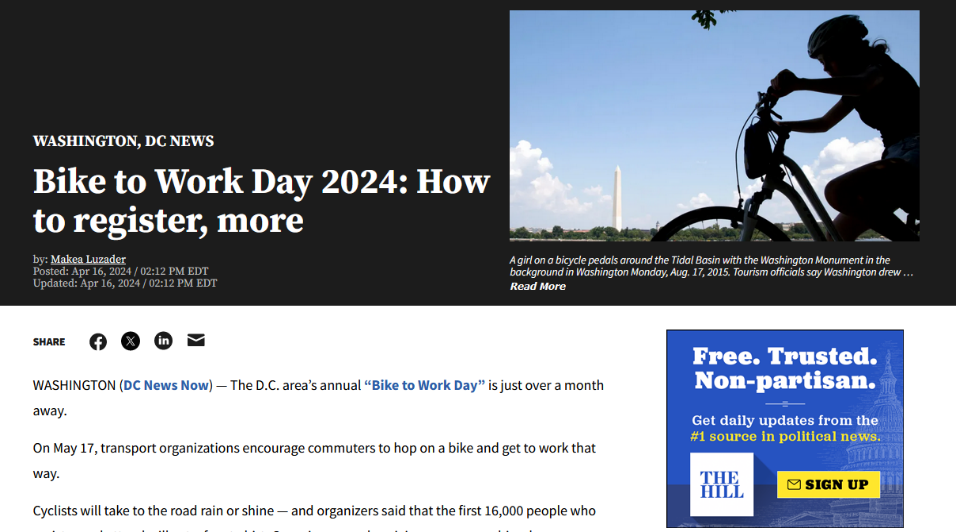 WASHINGTON, DC NEWS
Bike to Work Day 2024: How
to register, more
by: Makea Luzader
Posted: Apr 16, 2024 / 02:12 PM EDT
Updated: Apr 16, 2024 / 02:12 PM EDT
A girl on a bicycle pedals around the Tidal Basin with the Washington Monument in the
background in Washington Monday, Aug. 17, 2015. Tourism officials say Washington drew …
Read More
SHARE
WASHINGTON (DC News Now) — The D.C. area’s annual “Bike to Work Day” is just over a month
away.
On May 17, transport organizations encourage commuters to hop on a bike and get to work that
way.
Cyclists will take to the road rain or shine — and organizers said that the first 16,000 people who
Free. Trusted.
Non-partisan.
Get daily updates from the
#1 source in political news.
THE
HILL
SIGN UP